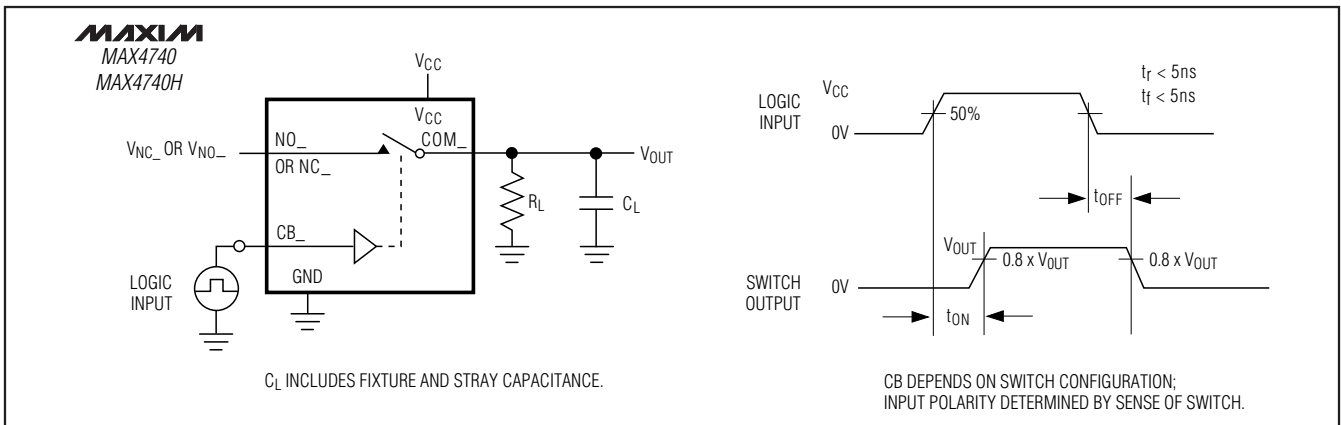 MAXIM
MAX4740
MAX4740H
VCC
VCC
NO_
COM_
VNC_ OR VNO_
OR NC_
VOUT
RL
CL
CB_
GND
LOGIC
INPUT
CL INCLUDES FIXTURE AND STRAY CAPACITANCE.
LOGIC
INPUT
VCC
0V
50%
tr < 5ns
tf < 5ns
tOFF
VOUT
0.8 x VOUT
0.8 x VOUT
SWITCH
OUTPUT
0V
tON
CB DEPENDS ON SWITCH CONFIGURATION;
INPUT POLARITY DETERMINED BY SENSE OF SWITCH.